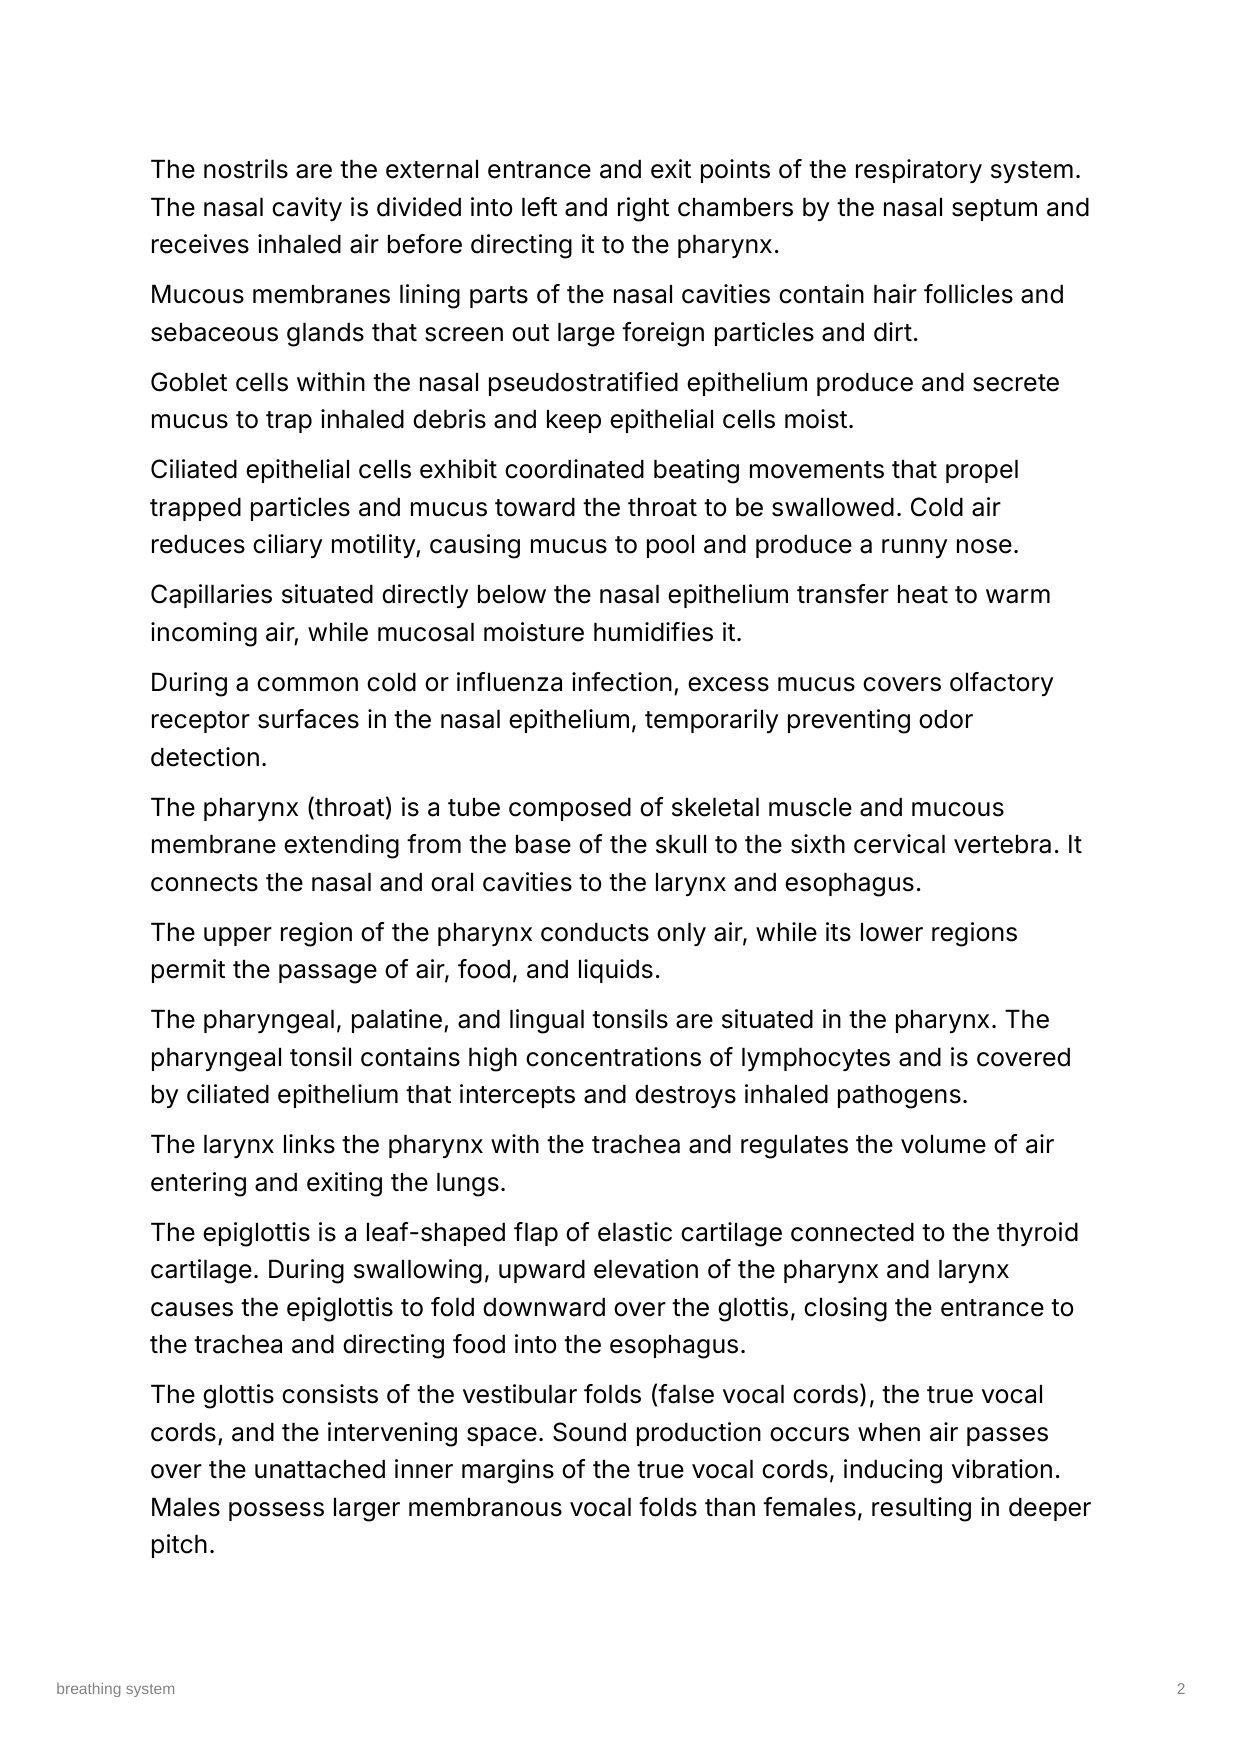 The nostrils are the external entrance and exit points of the respiratory system.
The nasal cavity is divided into left and right chambers by the nasal septum and
receives inhaled air before directing it to the pharynx.
Mucous membranes lining parts of the nasal cavities contain hair follicles and
sebaceous glands that screen out large foreign particles and dirt.
Goblet cells within the nasal pseudostratified epithelium produce and secrete
mucus to trap inhaled debris and keep epithelial cells moist.
Ciliated epithelial cells exhibit coordinated beating movements that propel
trapped particles and mucus toward the throat to be swallowed. Cold air
reduces ciliary motility, causing mucus to pool and produce a runny nose.
Capillaries situated directly below the nasal epithelium transfer heat to warm
incoming air, while mucosal moisture humidifies it.
During a common cold or influenza infection, excess mucus covers olfactory
receptor surfaces in the nasal epithelium, temporarily preventing odor
detection.
The pharynx (throat) is a tube composed of skeletal muscle and mucous
membrane extending from the base of the skull to the sixth cervical vertebra. It
connects the nasal and oral cavities to the larynx and esophagus.
The upper region of the pharynx conducts only air, while its lower regions
permit the passage of air, food, and liquids.
The pharyngeal, palatine, and lingual tonsils are situated in the pharynx. The
pharyngeal tonsil contains high concentrations of lymphocytes and is covered
by ciliated epithelium that intercepts and destroys inhaled pathogens.
The larynx links the pharynx with the trachea and regulates the volume of air
entering and exiting the lungs.
The epiglottis is a leaf-shaped flap of elastic cartilage connected to the thyroid
cartilage. During swallowing, upward elevation of the pharynx and larynx
causes the epiglottis to fold downward over the glottis, closing the entrance to
the trachea and directing food into the esophagus.
The glottis consists of the vestibular folds (false vocal cords), the true vocal
cords, and the intervening space. Sound production occurs when air passes
over the unattached inner margins of the true vocal cords, inducing vibration.
Males possess larger membranous vocal folds than females, resulting in deeper
pitch.
breathing system 2